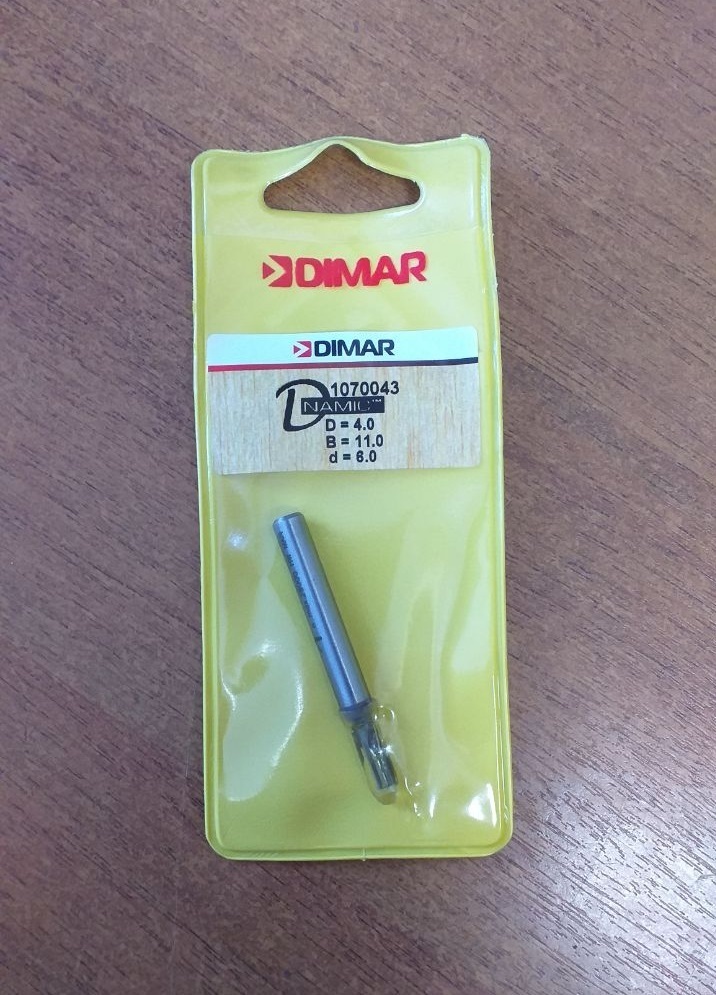 DIMAR
DIMAR
1070043
DNAMIC™
D = 4.0
B = 11.0
d = 6.0